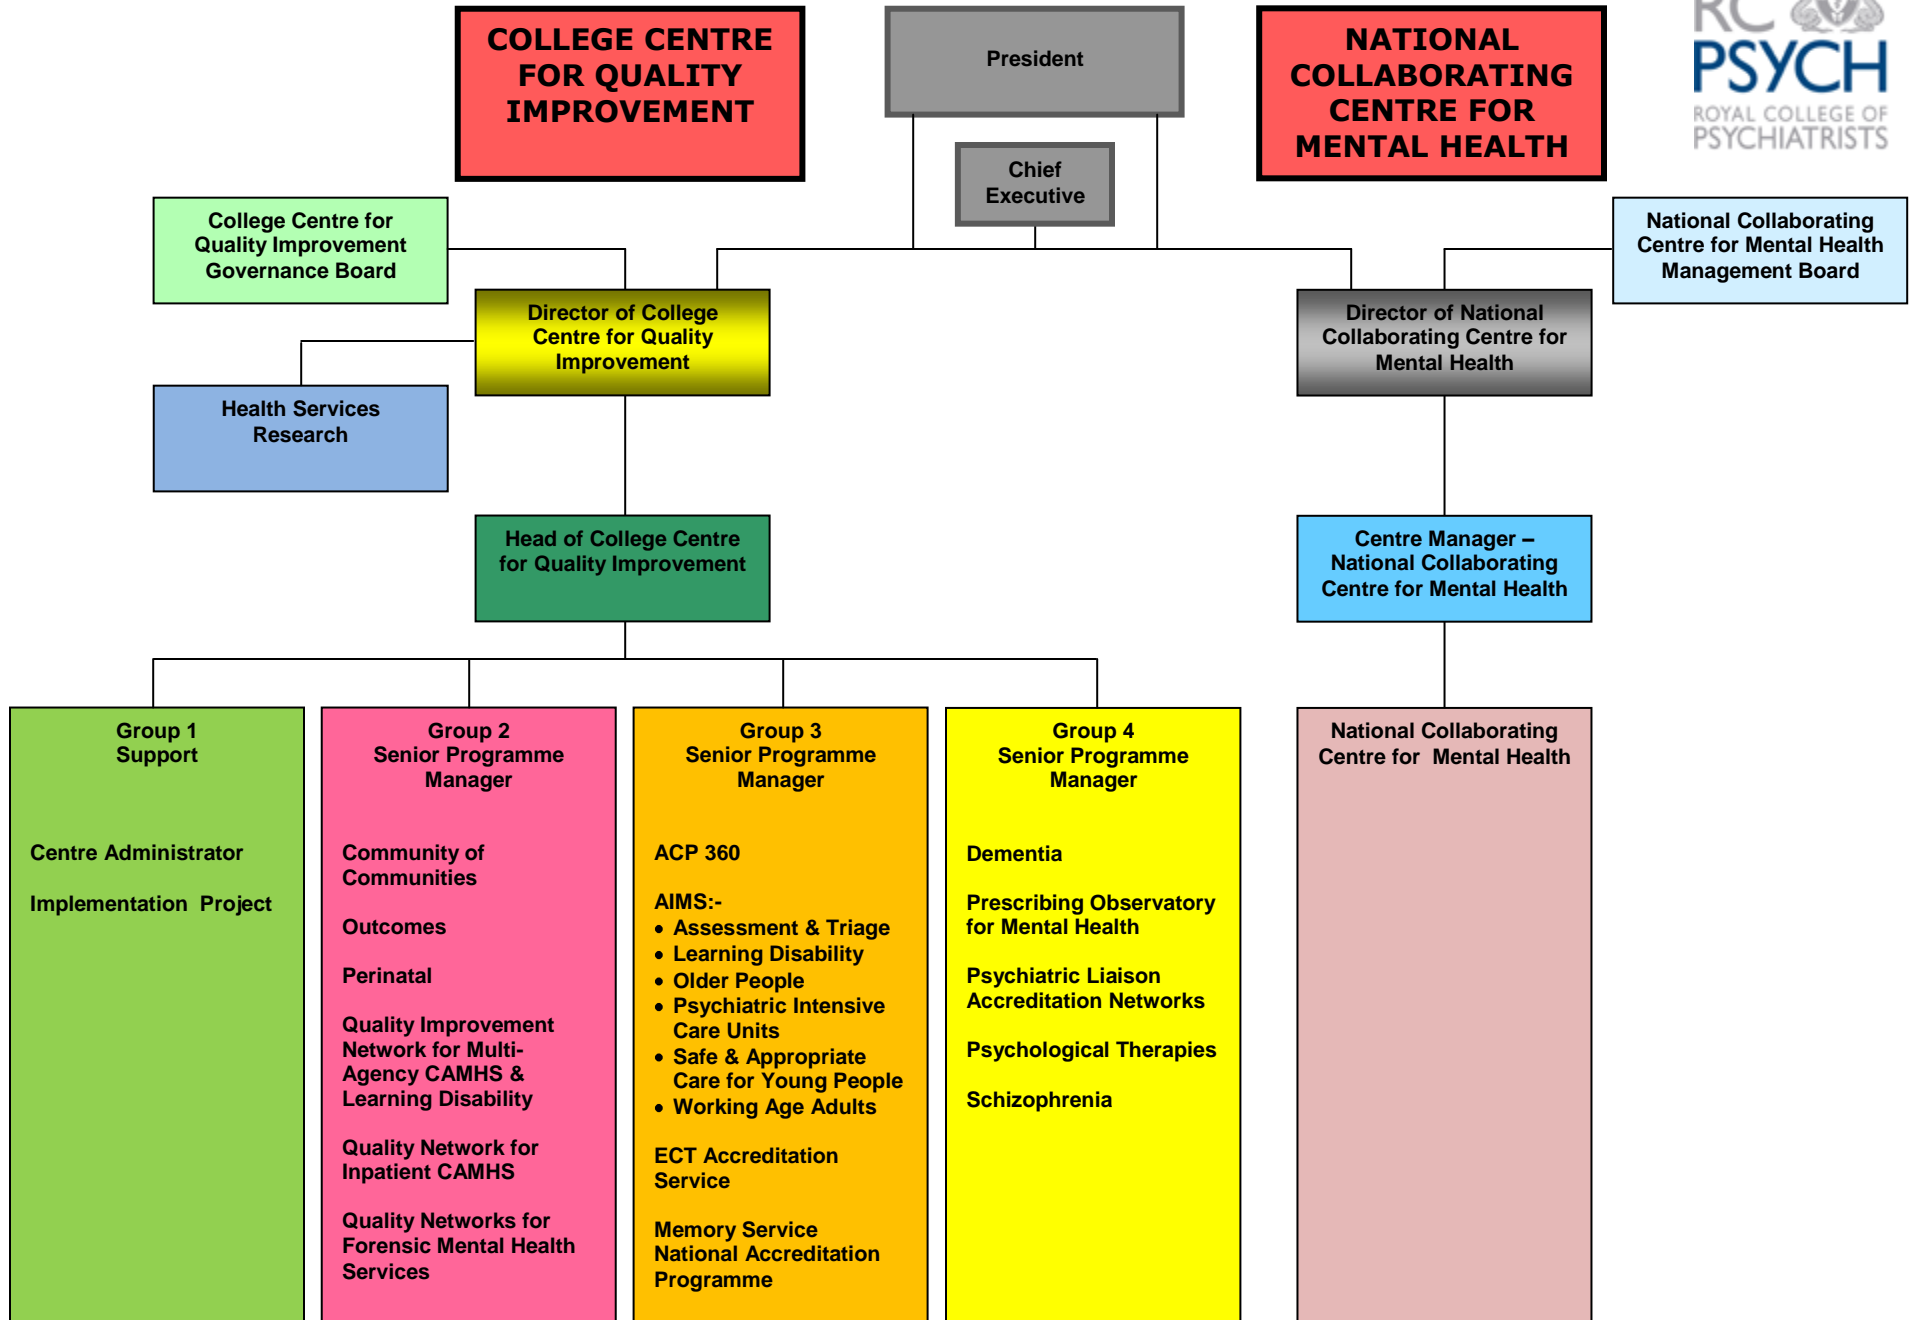 COLLEGE CENTRE
FOR QUALITY
IMPROVEMENT
President
NATIONAL
COLLABORATING
CENTRE FOR
MENTAL HEALTH
RC
PSYCH
ROYAL COLLEGE OF
PSYCHIATRISTS
Chief
Executive
College Centre for
Quality Improvement
Governance Board
National Collaborating
Centre for Mental Health
Management Board
Director of College
Centre for Quality
Improvement
Director of National
Collaborating Centre for
Mental Health
Health Services
Research
Head of College Centre
for Quality Improvement
Centre Manager –
National Collaborating
Centre for Mental Health
Group 1
Support
Centre Administrator
Implementation Project
Group 2
Senior Programme
Manager
Community of
Communities
Outcomes
Perinatal
Quality Improvement
Network for Multi-
Agency CAMHS &
Learning Disability
Quality Network for
Inpatient CAMHS
Quality Networks for
Forensic Mental Health
Services
Group 3
Senior Programme
Manager
ACP 360
AIMS:-
• Assessment & Triage
• Learning Disability
• Older People
• Psychiatric Intensive
Care Units
• Safe & Appropriate
Care for Young People
• Working Age Adults
ECT Accreditation
Service
Memory Service
National Accreditation
Programme
Group 4
Senior Programme
Manager
Dementia
Prescribing Observatory
for Mental Health
Psychiatric Liaison
Accreditation Networks
Psychological Therapies
Schizophrenia
National Collaborating
Centre for Mental Health